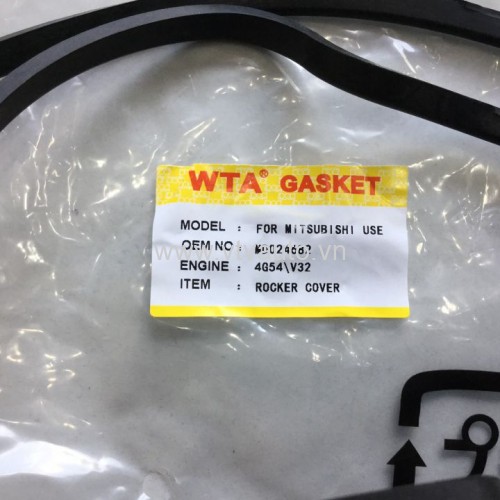 WTA® GASKET
MODEL : FOR MITSUBISHI USE
OEM NO :
ENGINE : 4G54\V32
ITEM : ROCKER COVER